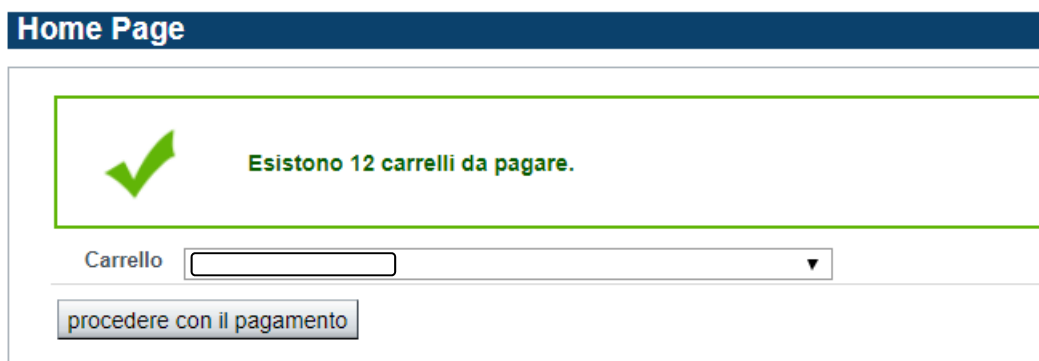 Home Page
Esistono 12 carrelli da pagare.
Carrello
procedere con il pagamento